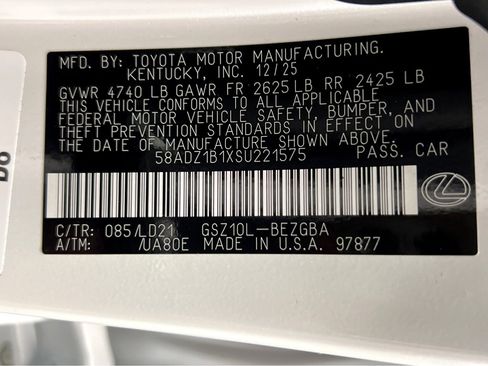 MFD. BY: TOYOTA MOTOR MANUFACTURING.
KENTUCKY, INC. 12/25
GVWR 4740 LB GAWR FR 2625 LB RR 2425 LB
THIS VEHICLE CONFORMS TO ALL APPLICABLE
FEDERAL MOTOR VEHICLE SAFETY, BUMPER, AND
THEFT PREVENTION STANDARDS IN EFFECT ON
THE DATE OF MANUFACTURE SHOWN ABOVE.
58ADZ1B1XSU221575 PASS. CAR
C/TR: 085/LD21 GSZ10L-BEZGBA
A/TM: /UA80E MADE IN U.S.A. 97877